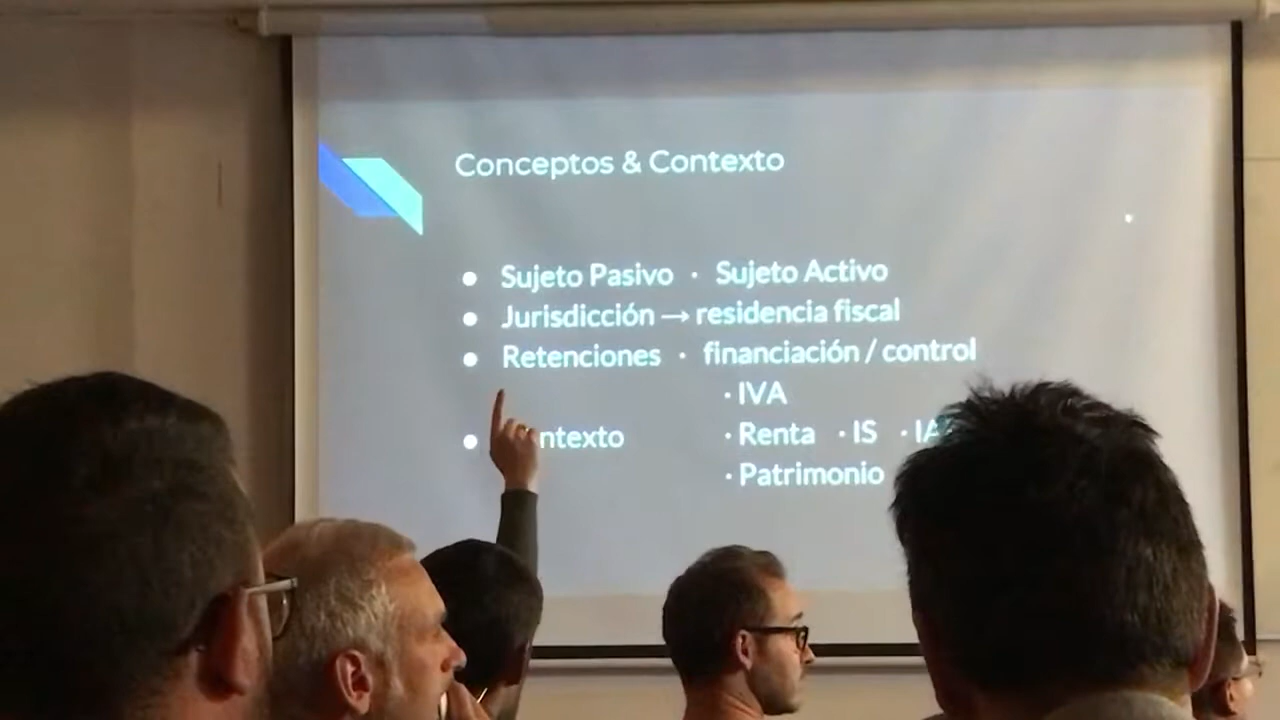 Conceptos & Contexto
• Sujeto Pasivo · Sujeto Activo
• Jurisdicción → residencia fiscal
• Retenciones · financiación / control
· IVA
• ntexto · Renta · IS ·
· Patrimonio